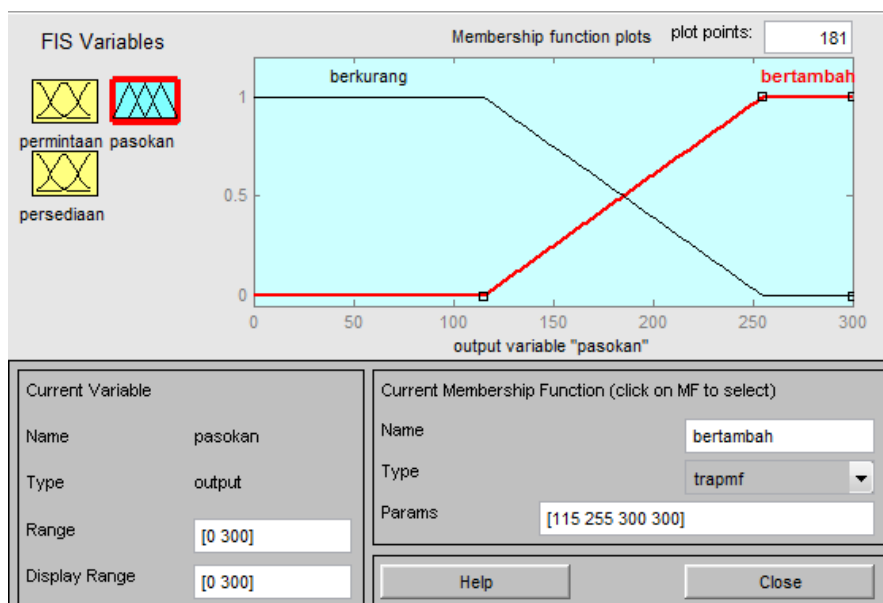 FIS Variables
Membership function plots
plot points:
181
permintaan
pasokan
persediaan
berkurang
bertambah
1
0.5
0
0
50
100
150
200
250
300
output variable "pasokan"
Current Variable
Name
pasokan
Type
output
Range
[0 300]
Display Range
[0 300]
Current Membership Function (click on MF to select)
Name
bertambah
Type
trapmf
Params
[115 255 300 300]
Help
Close